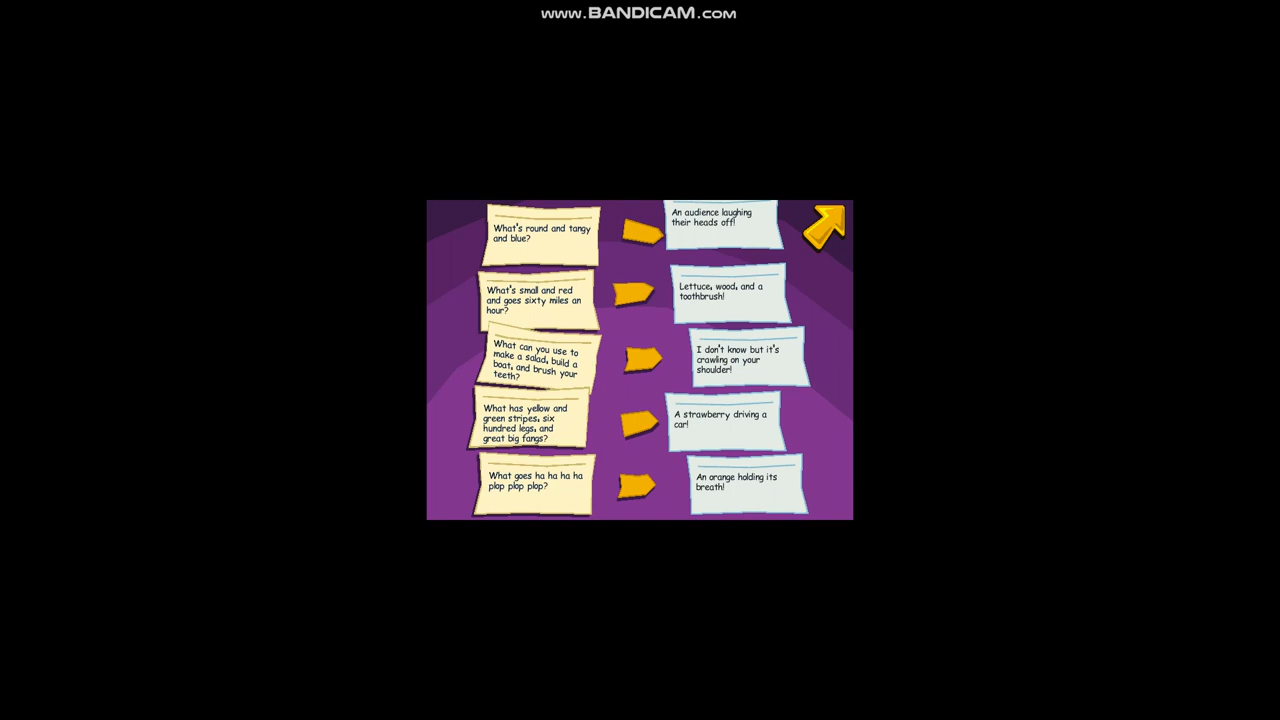 www.BANDICAM.com
What's round and tangy
and blue?
An audience laughing
their heads off!
What's small and red
and goes sixty miles an
hour?
Lettuce, wood, and a
toothbrush!
What can you use to
make a salad, build a
boat, and brush your
teeth?
I don't know but it's
crawling on your
shoulder!
What has yellow and
green stripes, six
hundred legs, and
great big fangs?
A strawberry driving a
car!
What goes ha ha ha ha
plop plop plop?
An orange holding its
breath!